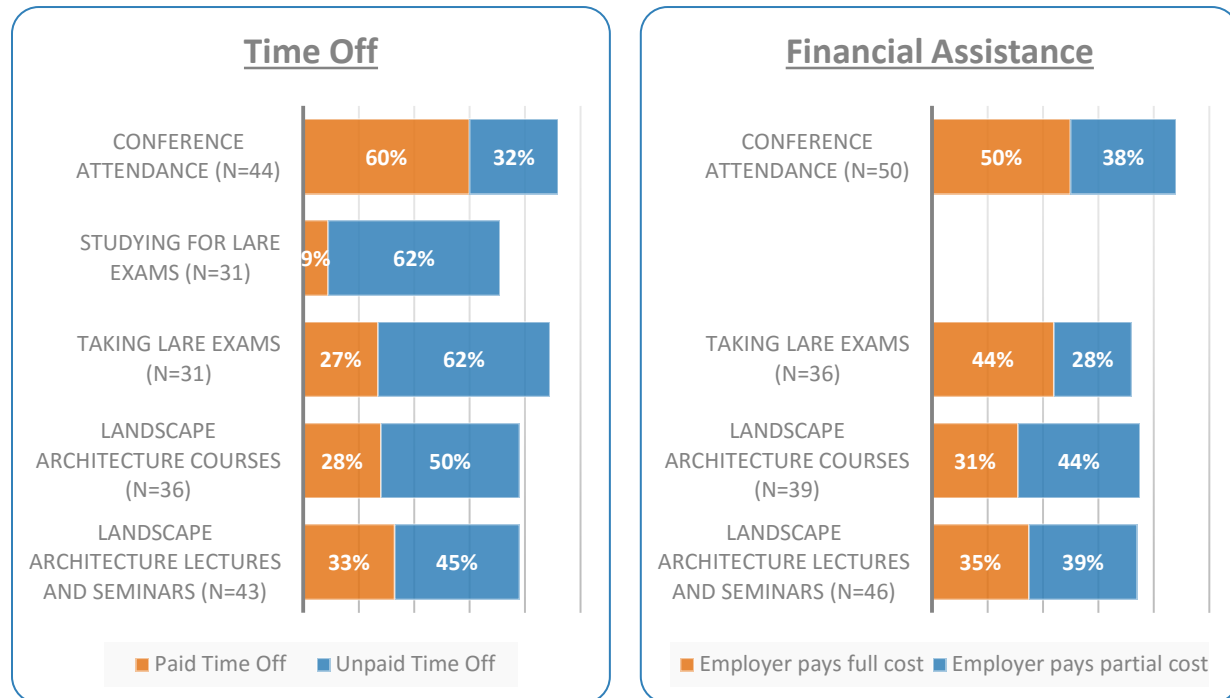 Time Off
CONFERENCE
ATTENDANCE (N=44)
60%
32%
STUDYING FOR LARE
EXAMS (N=31)
9%
62%
TAKING LARE EXAMS
(N=31)
27%
62%
LANDSCAPE
ARCHITECTURE COURSES
(N=36)
28%
50%
LANDSCAPE
ARCHITECTURE LECTURES
AND SEMINARS (N=43)
33%
45%
Paid Time Off
Unpaid Time Off
Financial Assistance
CONFERENCE
ATTENDANCE (N=50)
50%
38%
TAKING LARE EXAMS
(N=36)
44%
28%
LANDSCAPE
ARCHITECTURE COURSES
(N=39)
31%
44%
LANDSCAPE
ARCHITECTURE LECTURES
AND SEMINARS (N=46)
35%
39%
Employer pays full cost
Employer pays partial cost